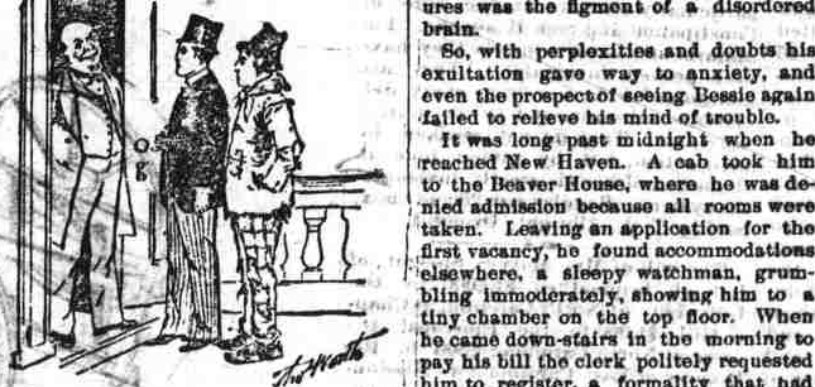 ures was the figment of a disordered
brain.
So, with perplexities and doubts his
exultation gave way to anxiety, and
even the prospect of seeing Bessie again
failed to relieve his mind of trouble.
It was long past midnight when he
reached New Haven. A cab took him
to the Beaver House, where he was de-
nied admission because all rooms were
taken. Leaving an application for the
first vacancy, he found accommodations
elsewhere, a sleepy watchman, grum-
bling immoderately, showing him to a
tiny chamber on the top floor. When
he came down-stairs in the morning to
pay his bill the clerk politely requested
him to register, a formality that had
O
g
Tho Worth